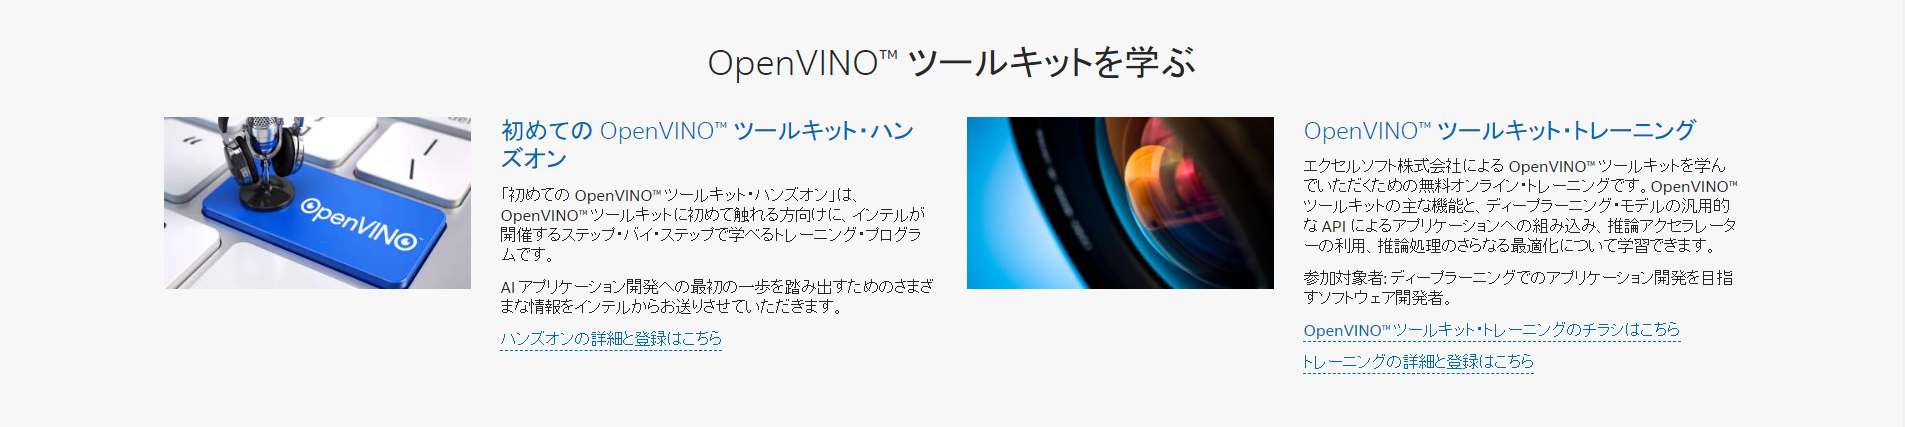 OpenVINO™ ツールキットを学ぶ
OpenVINO™
初めての OpenVINO™ ツールキット・ハン
ズオン
「初めての OpenVINO™ ツールキット・ハンズオン」は、
OpenVINO™ ツールキットに初めて触れる方向けに、インテルが
開催するステップ・バイ・ステップで学べるトレーニング・プログラ
ムです。
AI アプリケーション開発への最初の一歩を踏み出すためのさまざ
まな情報をインテルからお送りさせていただきます。
ハンズオンの詳細と登録はこちら
OpenVINO™ ツールキット・トレーニング
エクセルソフト株式会社による OpenVINO™ ツールキットを学ん
でいただくための無料オンライン・トレーニングです。OpenVINO™
ツールキットの主な機能と、ディープラーニング・モデルの汎用的
な API によるアプリケーションへの組み込み、推論アクセラレータ
ーの利用、推論処理のさらなる最適化について学習できます。
参加対象者: ディープラーニングでのアプリケーション開発を目指
すソフトウェア開発者。
OpenVINO™ ツールキット・トレーニングのチラシはこちら
トレーニングの詳細と登録はこちら